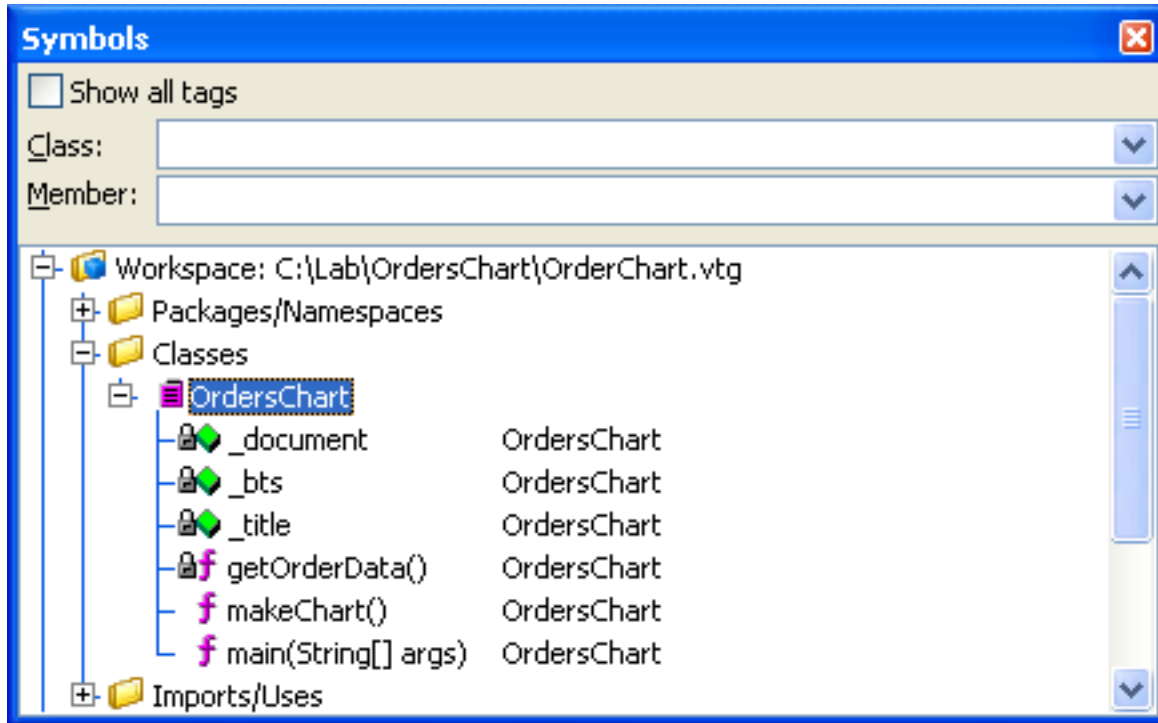 Symbols
Show all tags
Class:
Member:
Workspace: C:\Lab\OrdersChart\OrderChart.vtg
Packages/Namespaces
Classes
OrdersChart
_document OrdersChart
_bts OrdersChart
_title OrdersChart
getOrderData() OrdersChart
makeChart() OrdersChart
main(String[] args) OrdersChart
Imports/Uses